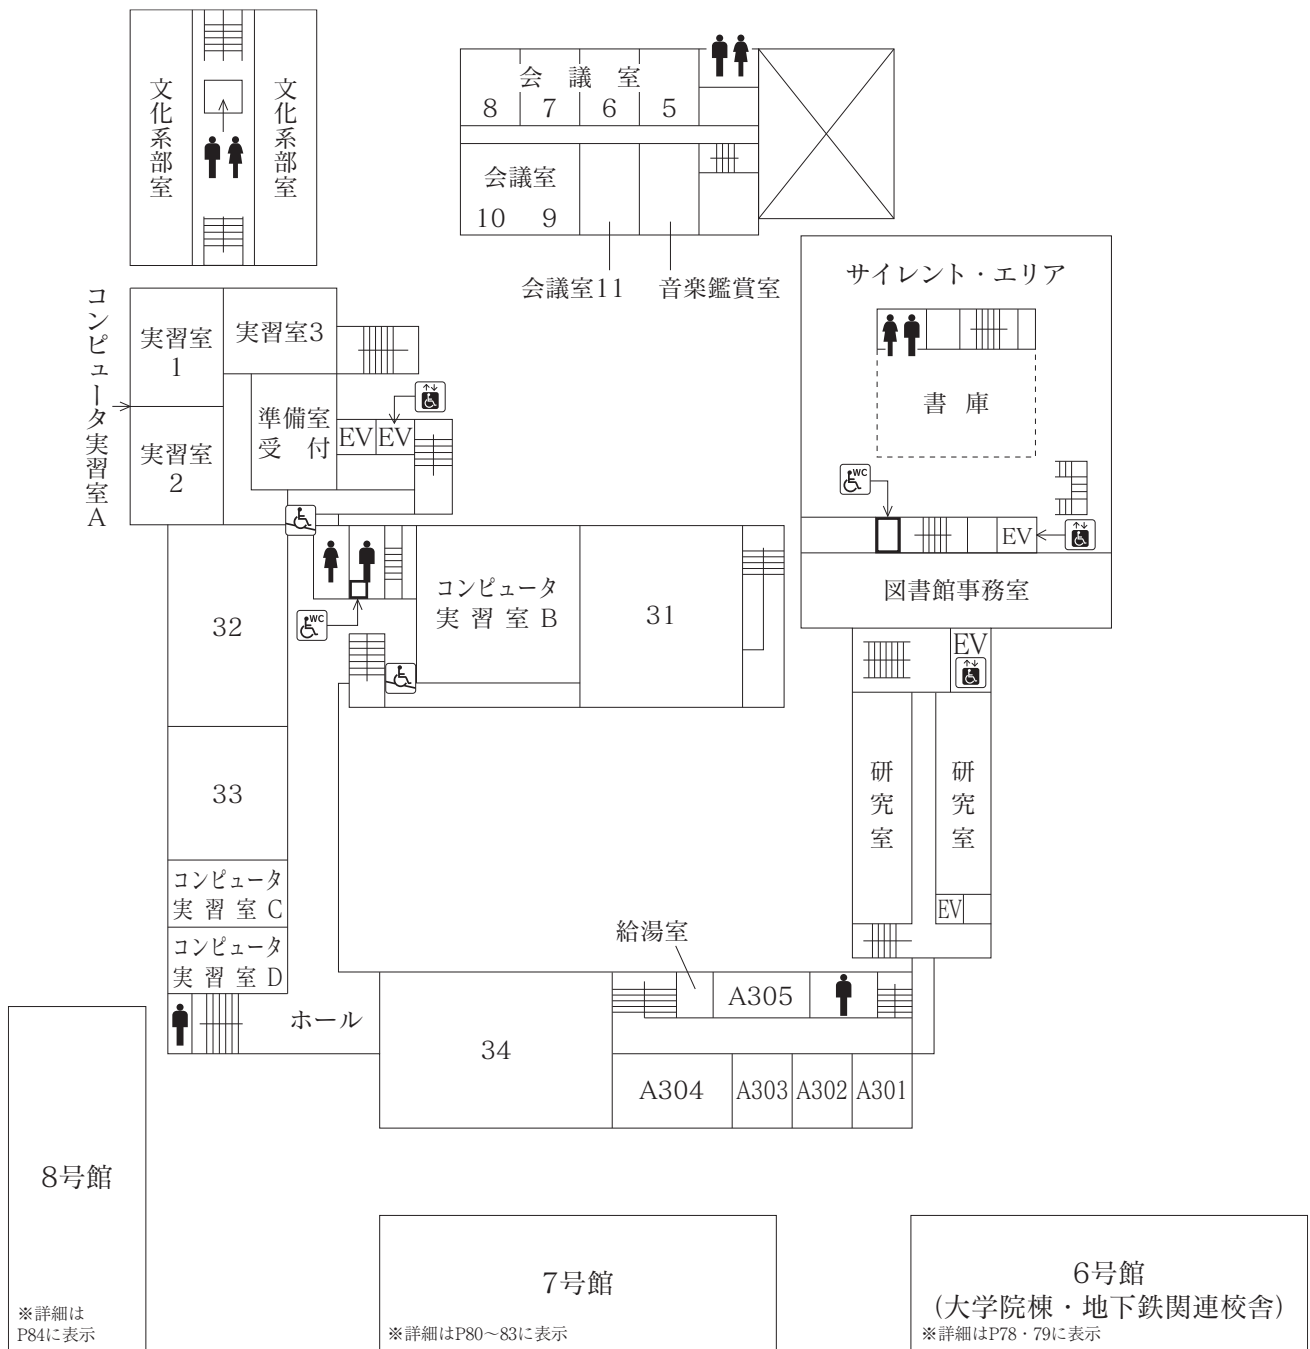 文化系部室
文化系部室
会議室
8 7 6 5
会議室
10 9
会議室11
音楽鑑賞室
サイレント・エリア
書庫
WC
EV
図書館事務室
コンピュータ実習室A
実習室
1
実習室3
実習室
2
準備室
受付
EV EV
WC
コンピュータ
実習室B
31
32
33
コンピュータ
実習室C
コンピュータ
実習室D
ホール
EV
研究室
研究室
EV
給湯室
A305
34
A304
A303
A302
A301
8号館
※詳細は
P84に表示
7号館
※詳細はP80～83に表示
6号館
(大学院棟・地下鉄関連校舎)
※詳細はP78・79に表示